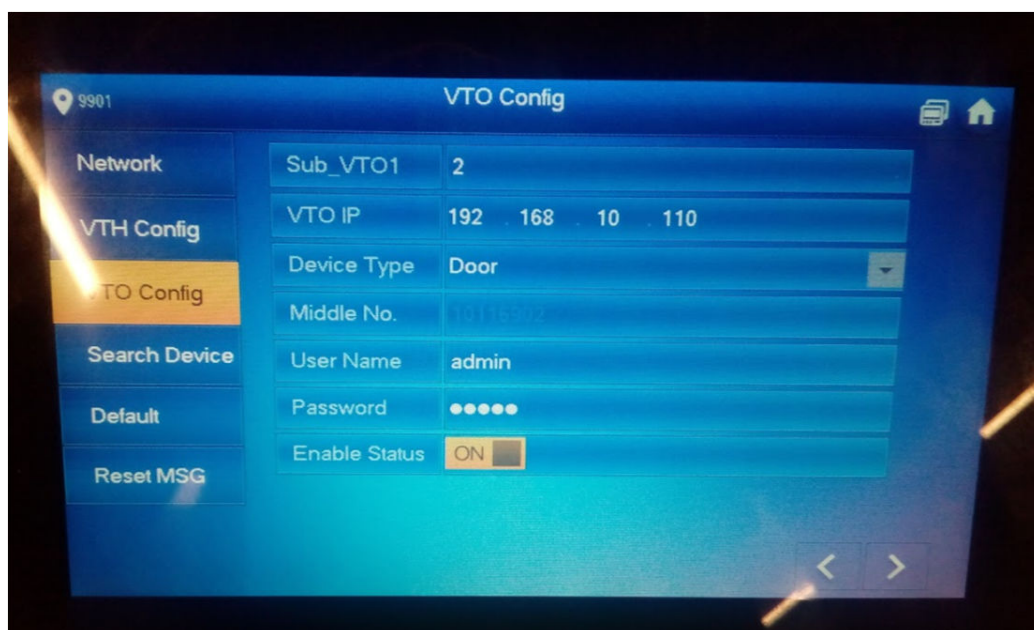 9901
VTO Config
Network
VTH Config
VTO Config
Search Device
Default
Reset MSG
Sub_VTO1 2
VTO IP 192 . 168 . 10 . 110
Device Type Door
Middle No.
User Name admin
Password ●●●●●
Enable Status ON